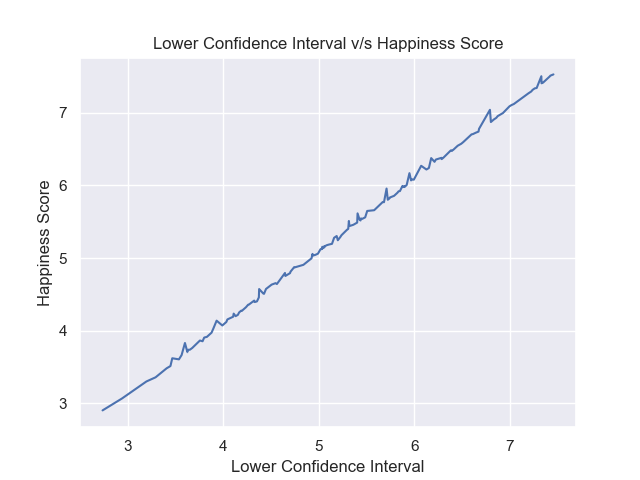 Lower Confidence Interval v/s Happiness Score
7
6
5
4
3
Happiness Score
3 4 5 6 7
Lower Confidence Interval